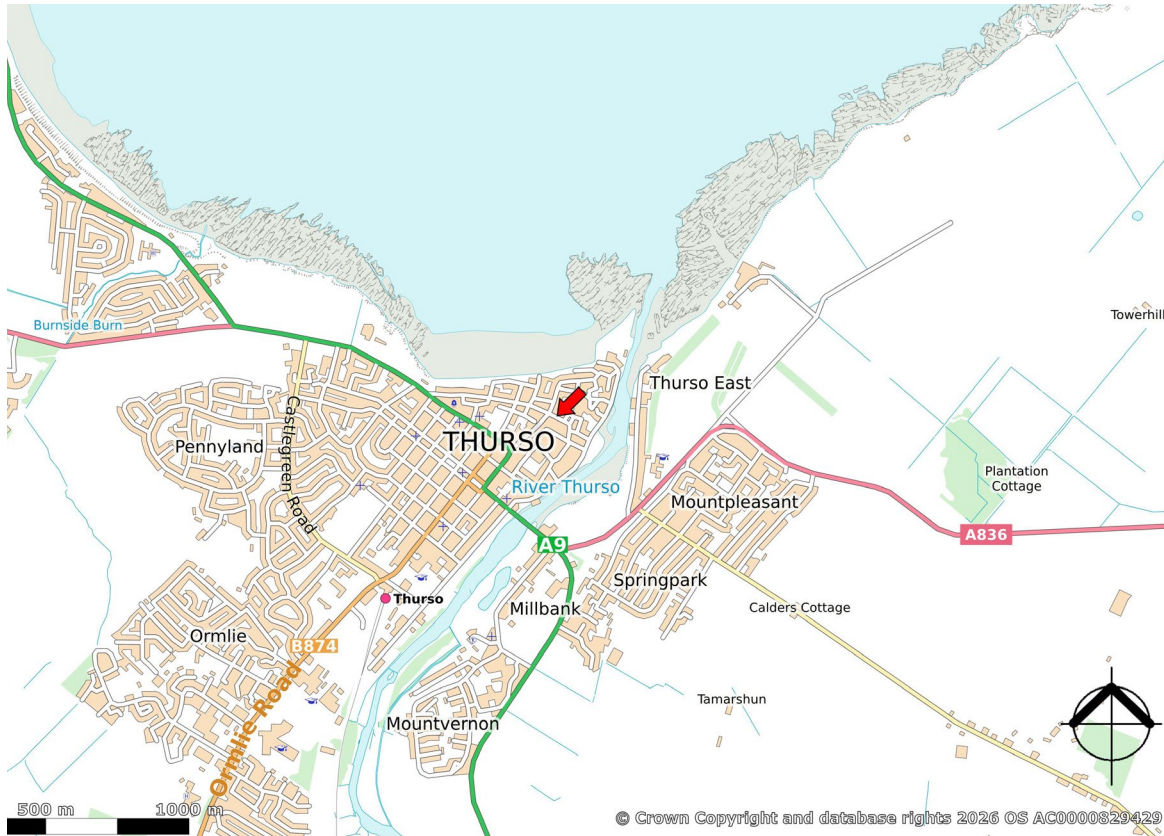 Burnside Burn
Towerhill
Thurso East
Castlegreen Road
Pennyland
THURSO
River Thurso
Plantation
Cottage
Mountpleasant
A836
A9
Springpark
Thurso
Millbank
Calders Cottage
Ormlie
B874
Ormlie Road
Tamarshun
Mountvernon
500 m
1000 m
© Crown Copyright and database rights 2026 OS AC0000829429